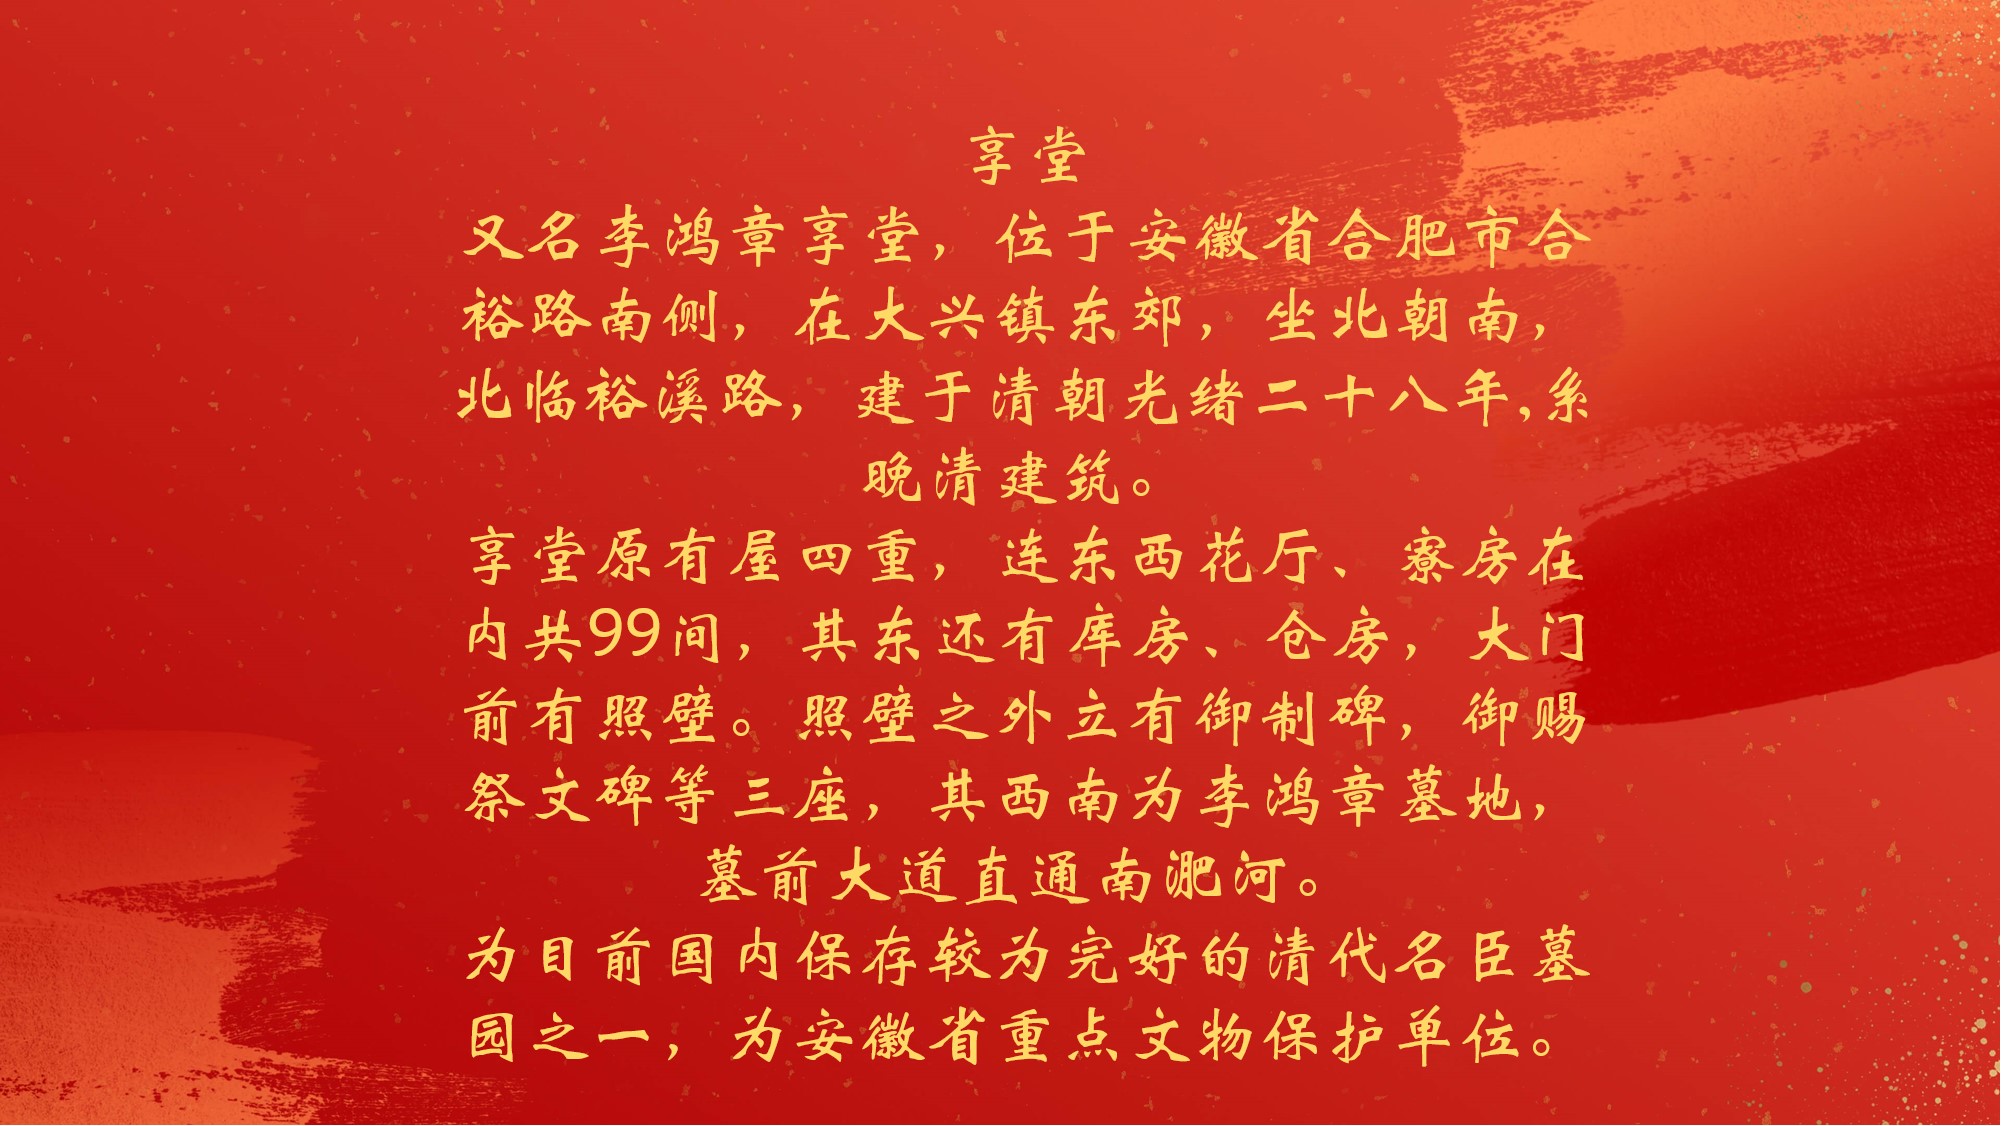 享堂
又名李鸿章享堂，位于安徽省合肥市合
裕路南侧，在大兴镇东郊，坐北朝南，
北临裕溪路，建于清朝光绪二十八年,系
晚清建筑。
享堂原有屋四重，连东西花厅、寮房在
内共99间，其东还有库房、仓房，大门
前有照壁。照壁之外立有御制碑，御赐
祭文碑等三座，其西南为李鸿章墓地，
墓前大道直通南淝河。
为目前国内保存较为完好的清代名臣墓
园之一，为安徽省重点文物保护单位。